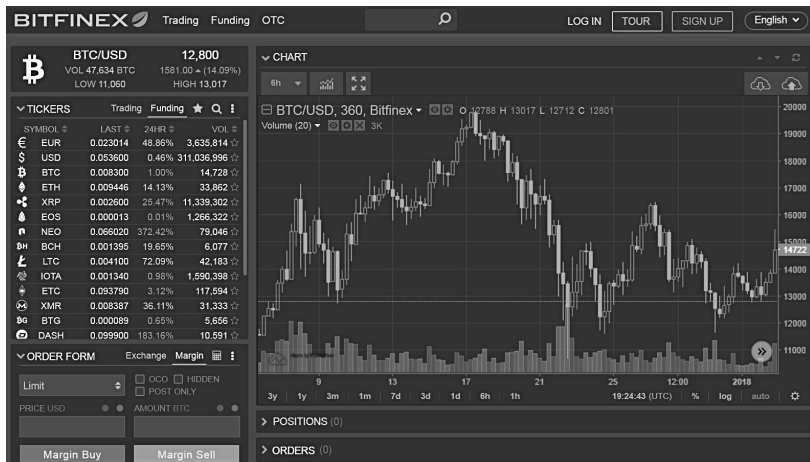 BITFINEX Trading Funding OTC LOG IN TOUR SIGN UP English
BTC/USD 12,800
VOL 47,634 BTC 1581.00 (14.09%)
LOW 11,060 HIGH 13,017
TICKERS Trading Funding
SYMBOL LAST 24HR VOL
EUR 0.023014 48.86% 3,635,814
USD 0.053600 0.46% 311,036,996
BTC 0.008300 1.00% 14,728
ETH 0.009446 14.13% 33,862
XRP 0.002600 25.47% 11,339,302
EOS 0.000013 0.01% 1,266,322
NEO 0.066020 372.42% 79,046
BCH 0.001395 19.65% 6,077
LTC 0.004100 72.09% 42,183
IOTA 0.001340 0.98% 1,590,398
ETC 0.093790 3.12% 117,594
XMR 0.008387 36.11% 31,333
BTG 0.000089 0.65% 5,656
DASH 0.099900 183.16% 10.591
ORDER FORM Exchange Margin
Limit OCO HIDDEN
POST ONLY
PRICE USD AMOUNT BTC
Margin Buy Margin Sell
CHART
6h
BTC/USD, 360, Bitfinex O 12788 H 13017 L 12712 C 12801
Volume (20) 3K
20000
19000
18000
17000
16000
15000
14722
14000
13000
12000
11000
9 13 17 21 25 12:00 2018
3y 1y 3m 1m 7d 3d 1d 6h 1h 19:24:43 (UTC) % log auto
POSITIONS (0)
ORDERS (0)